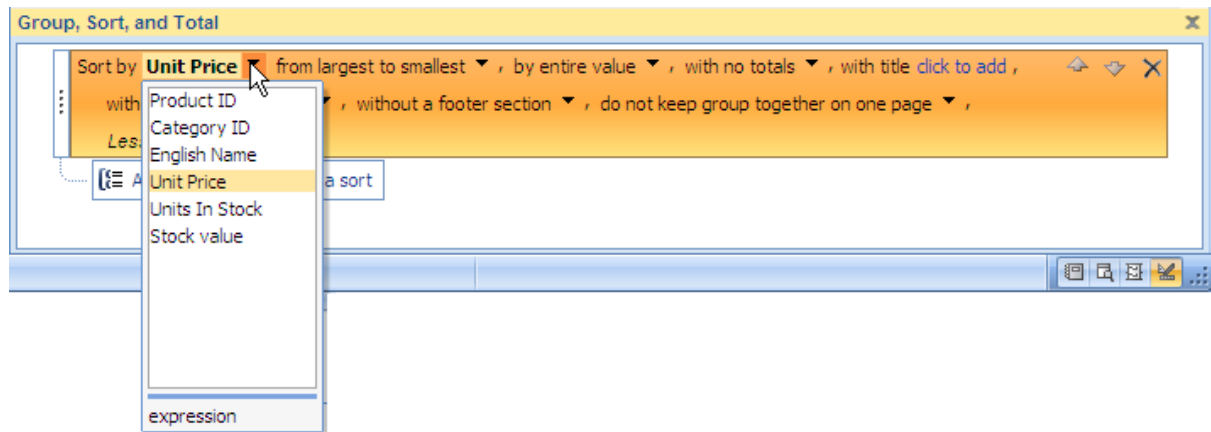 Group, Sort, and Total
Sort by Unit Price from largest to smallest , by entire value , with no totals , with title click to add ,
with , without a footer section , do not keep group together on one page ,
Les
A a sort
Product ID
Category ID
English Name
Unit Price
Units In Stock
Stock value
expression